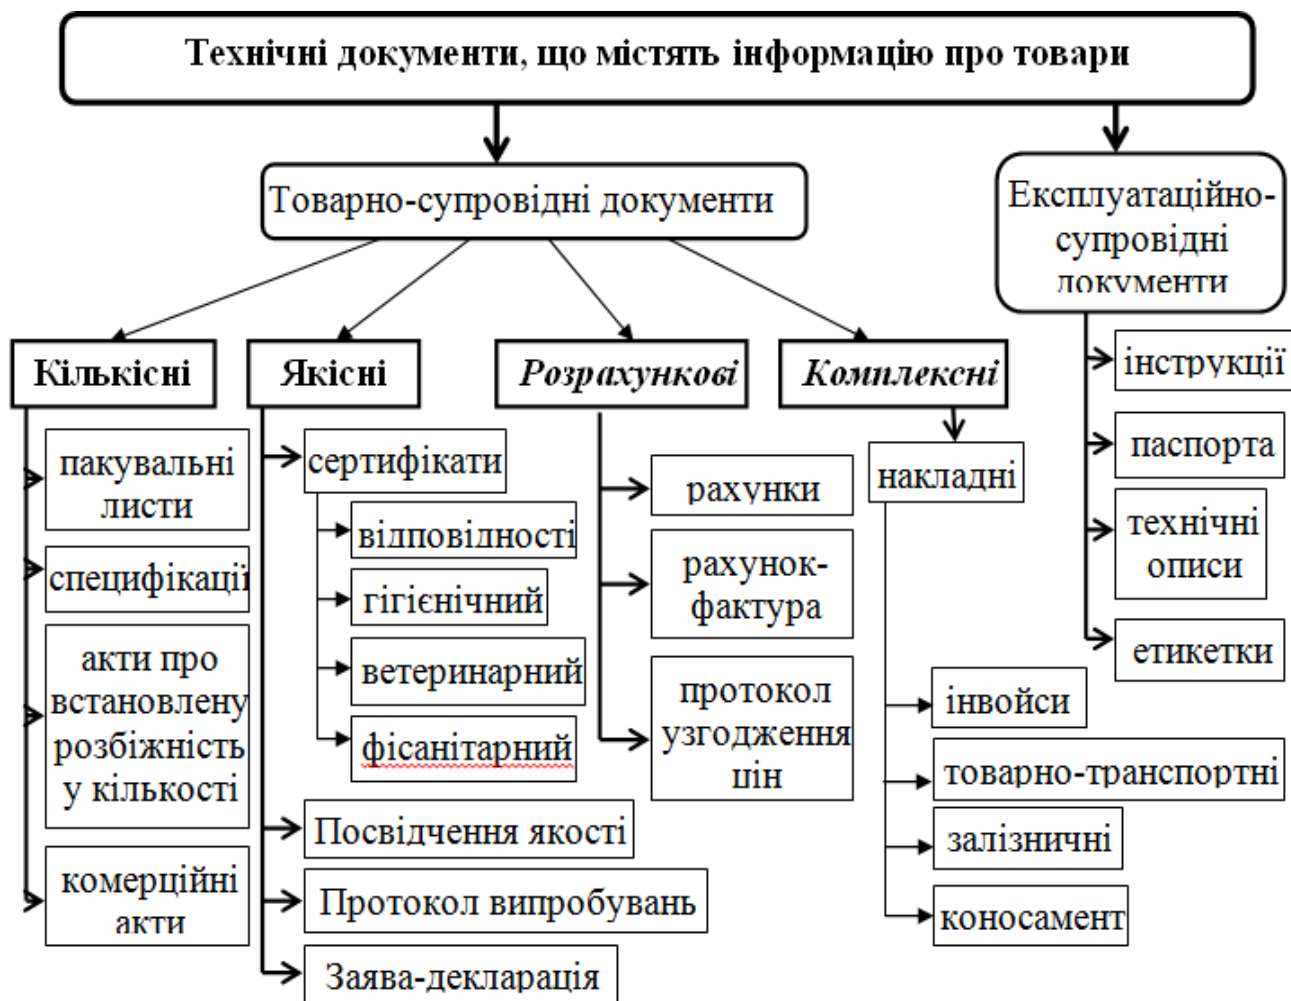 Технічні документи, що містять інформацію про товари
Товарно-супровідні документи
Експлуатаційно-
супровідні
документи
Кількісні
Якісні
Розрахункові
Комплексні
пакувальні
листи
специфікації
акти про
встановлену
розбіжність
у кількості
комерційні
акти
сертифікати
відповідності
гігієнічний
ветеринарний
фісанітарний
Посвідчення якості
Протокол випробувань
Заява-декларація
рахунки
рахунок-
фактура
протокол
узгодження
цін
накладні
інвойси
товарно-транспортні
залізничні
коносамент
інструкції
паспорта
технічні
описи
етикетки